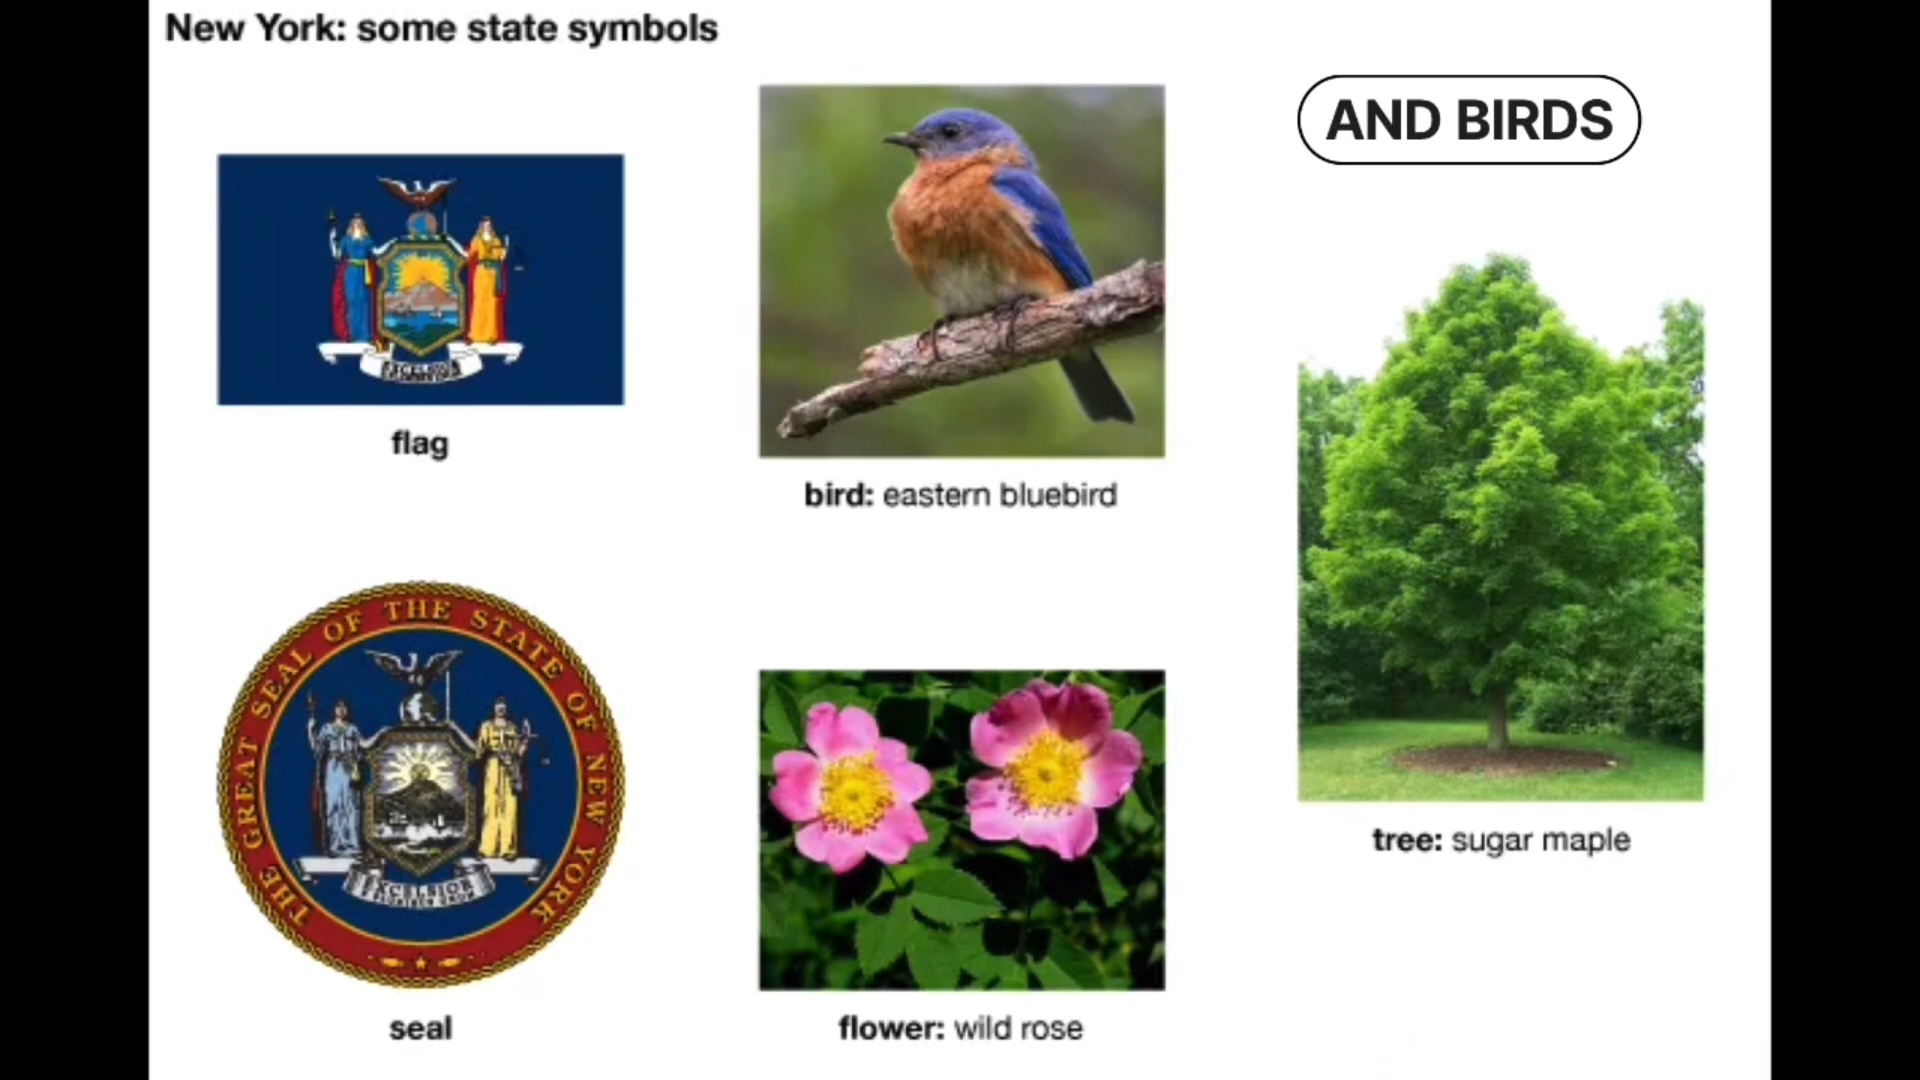 New York: some state symbols
AND BIRDS
EXCELSIOR
flag
bird: eastern bluebird
THE GREAT SEAL OF THE STATE OF NEW YORK
EXCELSIOR
seal
flower: wild rose
tree: sugar maple